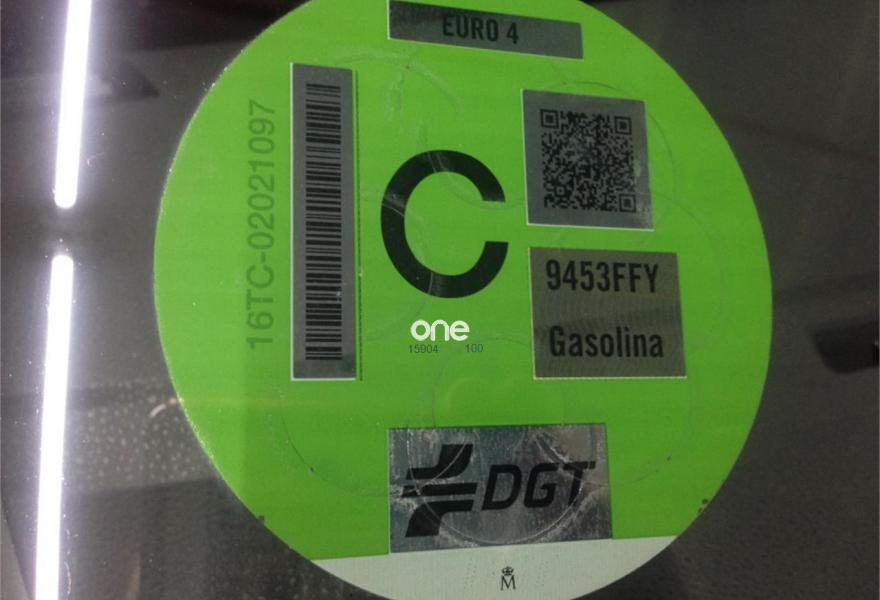 EURO 4
16TC-02021097
C
9453FFY
Gasolina
one
15904 100
DGT
M